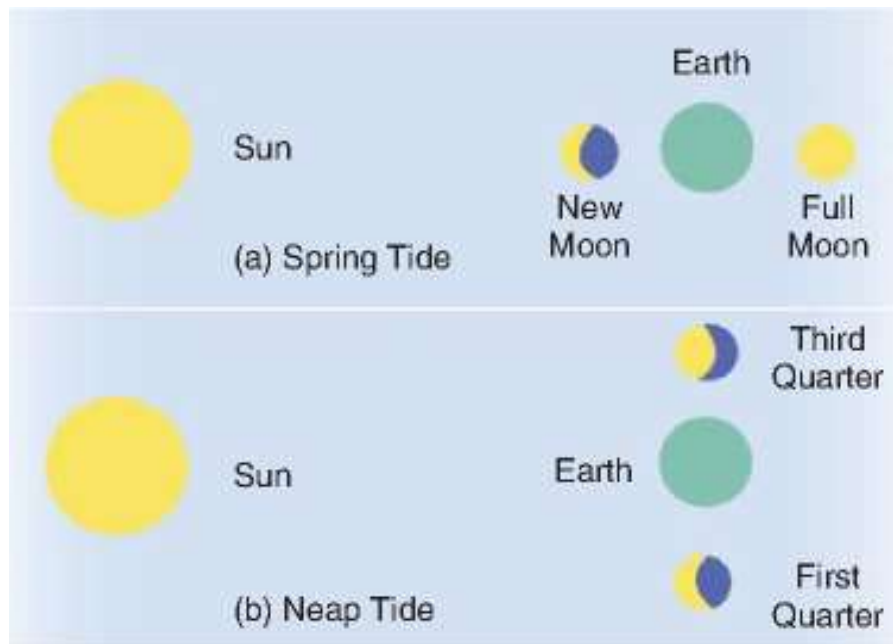 Earth
Sun
New
Moon
Full
Moon
(a) Spring Tide
Third
Quarter
Earth
Sun
First
Quarter
(b) Neap Tide